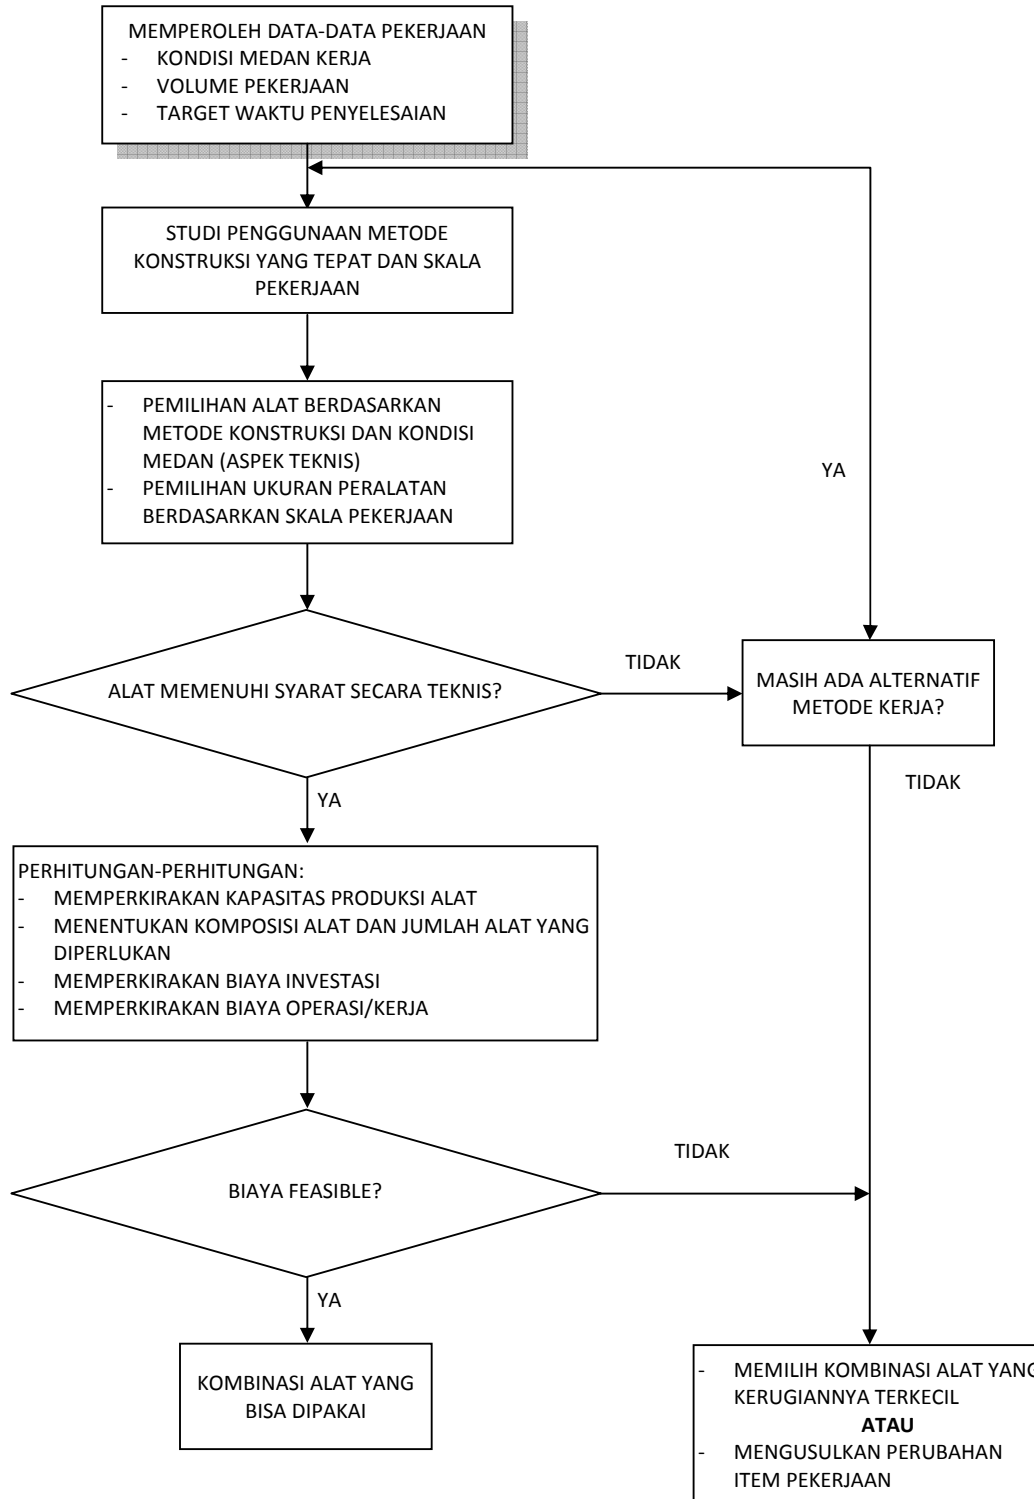 MEMPEROLEH DATA-DATA PEKERJAAN
- KONDISI MEDAN KERJA
- VOLUME PEKERJAAN
- TARGET WAKTU PENYELESAIAN
STUDI PENGGUNAAN METODE
KONSTRUKSI YANG TEPAT DAN SKALA
PEKERJAAN
- PEMILIHAN ALAT BERDASARKAN
METODE KONSTRUKSI DAN KONDISI
MEDAN (ASPEK TEKNIS)
- PEMILIHAN UKURAN PERALATAN
BERDASARKAN SKALA PEKERJAAN
YA
ALAT MEMENUHI SYARAT SECARA TEKNIS?
TIDAK
MASIH ADA ALTERNATIF
METODE KERJA?
TIDAK
YA
PERHITUNGAN-PERHITUNGAN:
- MEMPERKIRAKAN KAPASITAS PRODUKSI ALAT
- MENENTUKAN KOMPOSISI ALAT DAN JUMLAH ALAT YANG
DIPERLUKAN
- MEMPERKIRAKAN BIAYA INVESTASI
- MEMPERKIRAKAN BIAYA OPERASI/KERJA
BIAYA FEASIBLE?
TIDAK
YA
KOMBINASI ALAT YANG
BISA DIPAKAI
- MEMILIH KOMBINASI ALAT YANG
KERUGIANNYA TERKECIL
ATAU
- MENGUSULKAN PERUBAHAN
ITEM PEKERJAAN